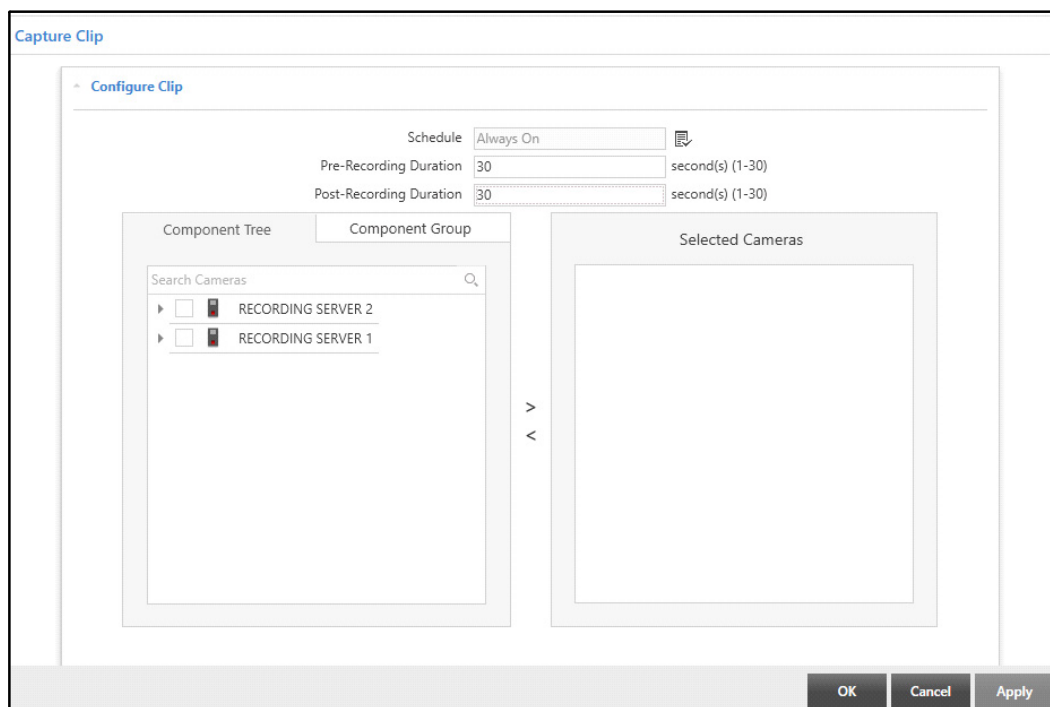 Capture Clip
Configure Clip
Schedule Always On
Pre-Recording Duration 30 second(s) (1-30)
Post-Recording Duration 30 second(s) (1-30)
Component Tree Component Group
Search Cameras
RECORDING SERVER 2
RECORDING SERVER 1
Selected Cameras
>
<
OK Cancel Apply